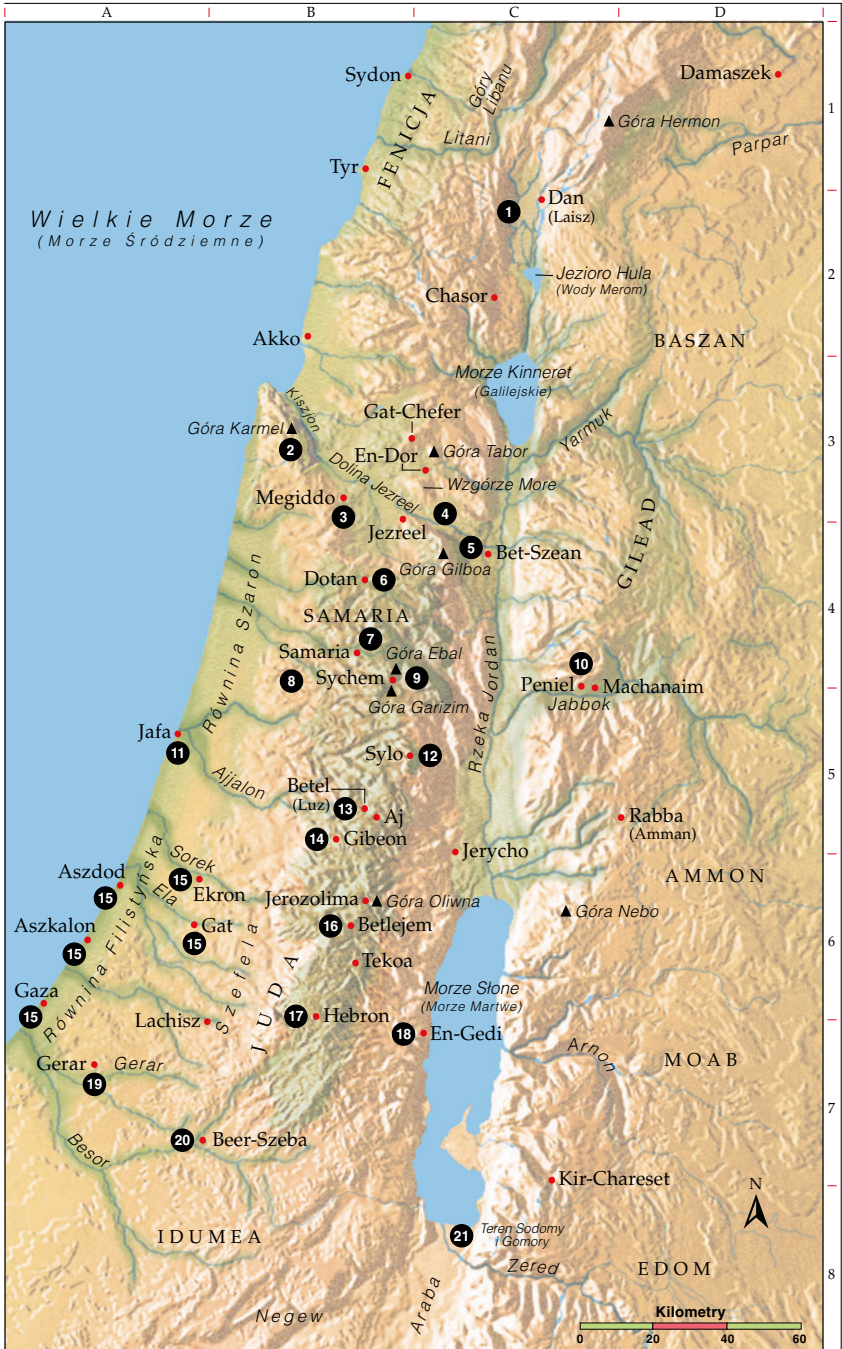 A B C D
Sydon
Góry
Libanu
Damaszek
1
FENICJA
Góra Hermon
Litani
Parpar
Tyr
Dan
(Laisz)
1
Wielkie Morze
(Morze Śródziemne)
Jezioro Hula
(Wody Merom)
2
Chasor
Akko
BASZAN
Morze Kinneret
(Galilejskie)
Kiszjon
Gat-Chefer
Góra Karmel
2
Góra Tabor
Yarmuk
3
En-Dor
Dolina Jezreel
Wzgórze More
Megiddo
3
4
Jezreel
GILEAD
5
Bet-Szean
Góra Gilboa
Dotan
6
Równina Szaron
SAMARIA
4
7
Samaria
Góra Ebal
Rzeka Jordan
10
8
Sychem
9
Peniel
Machanaim
Góra Garizim
Jabbok
Jafa
11
Sylo
12
Ajjalon
Betel
(Luz)
13
5
Aj
Rabba
(Amman)
14
Gibeon
Jerycho
Sorek
Aszdod
15
Ela
15
Ekron
AMMON
Jerozolima
Góra Oliwna
Góra Nebo
Aszkalon
15
Gat
15
16
Betlejem
6
Równina Filistyńska
Szefela
JUDA
Tekoa
Gaza
15
Morze Słone
(Morze Martwe)
Lachisz
17
Hebron
18
En-Gedi
Arnon
MOAB
Gerar
Gerar
19
7
Besor
20
Beer-Szeba
Kir-Chareset
N
IDUMEA
21
Teren Sodomy
i Gomory
Zered
EDOM
8
Araba
Negew
Kilometry
0 20 40 60